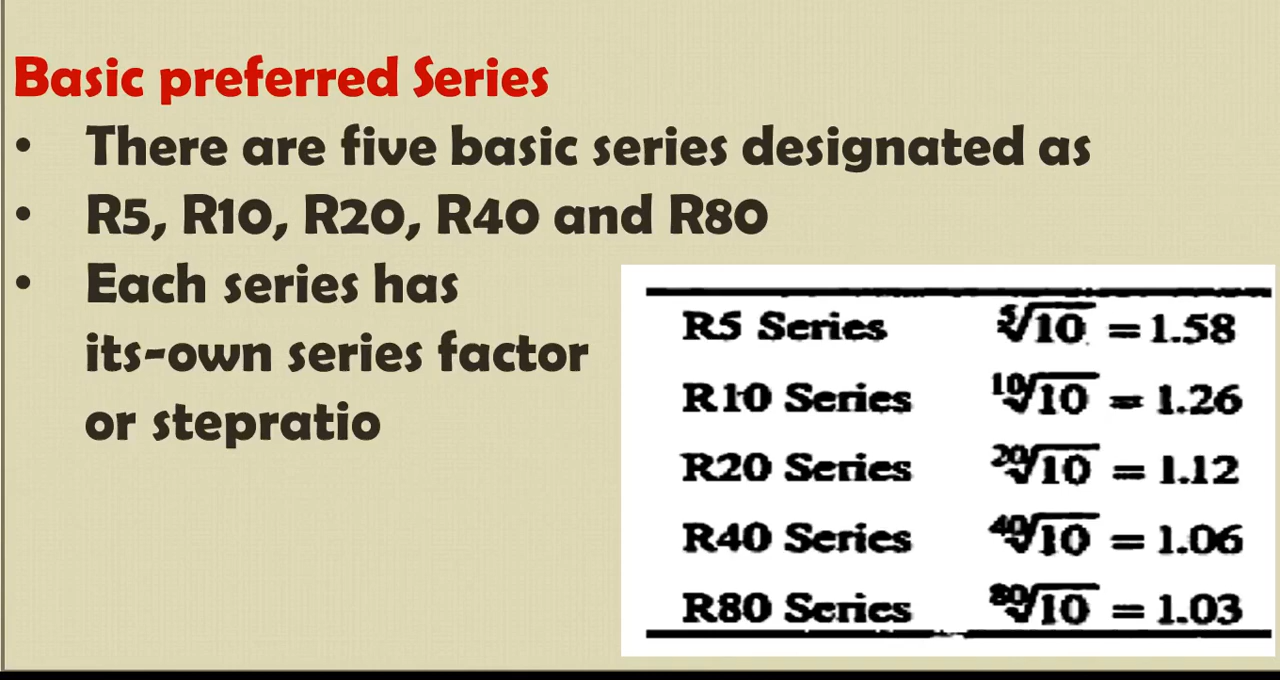 Basic preferred Series
• There are five basic series designated as
• R5, R10, R20, R40 and R80
• Each series has
its-own series factor
or stepratio
R5 Series ⁵√10 = 1.58
R10 Series ¹⁰√10 = 1.26
R20 Series ²⁰√10 = 1.12
R40 Series ⁴⁰√10 = 1.06
R80 Series ⁸⁰√10 = 1.03